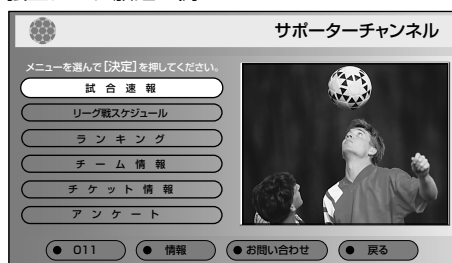 サポーターチャンネル
メニューを選んで[決定]を押してください。
試合速報
リーグ戦スケジュール
ランキング
チーム情報
チケット情報
アンケート
● 011 ● 情報 ● お問い合わせ ● 戻る